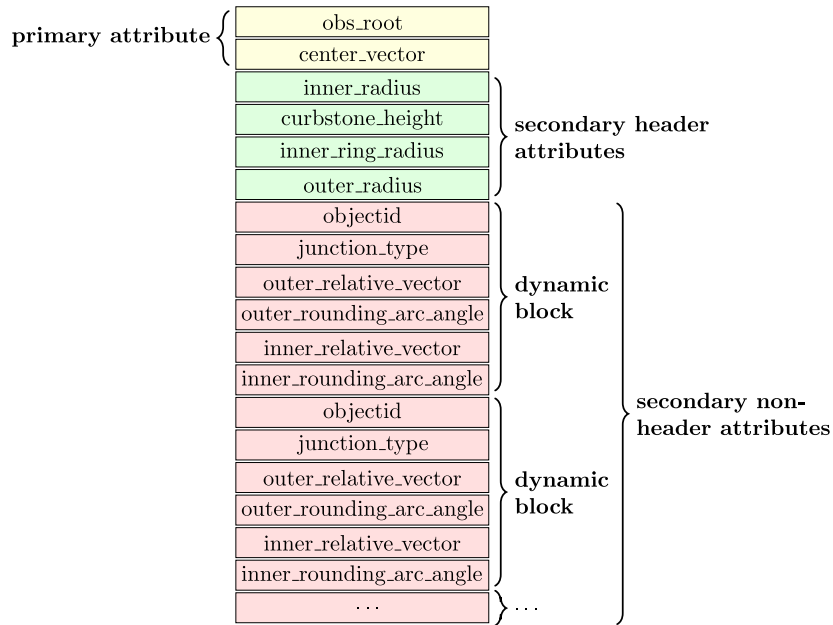 primary attribute
obs_root
center_vector
inner_radius
curbstone_height
inner_ring_radius
outer_radius
secondary header
attributes
objectid
junction_type
outer_relative_vector
outer_rounding_arc_angle
inner_relative_vector
inner_rounding_arc_angle
dynamic
block
objectid
junction_type
outer_relative_vector
outer_rounding_arc_angle
inner_relative_vector
inner_rounding_arc_angle
dynamic
block
...
...
secondary non-
header attributes